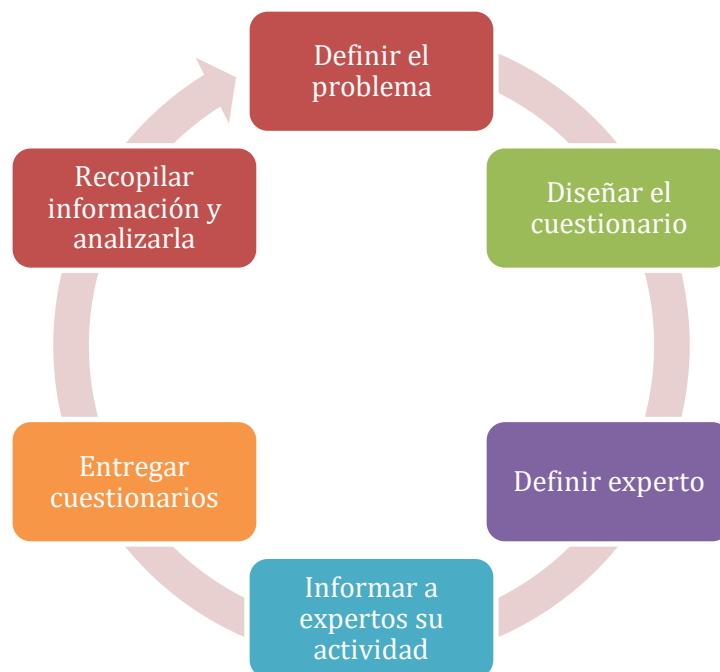 Definir el
problema
Diseñar el
cuestionario
Definir experto
Informar a
expertos su
actividad
Entregar
cuestionarios
Recopilar
información y
analizarla